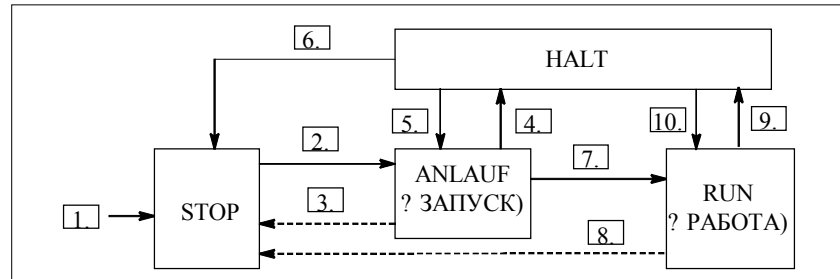 6.
HALT
5.
4.
10.
9.
2.
7.
1.
STOP
3.
ANLAUF
? ЗАПУСК)
8.
RUN
? РАБОТА)